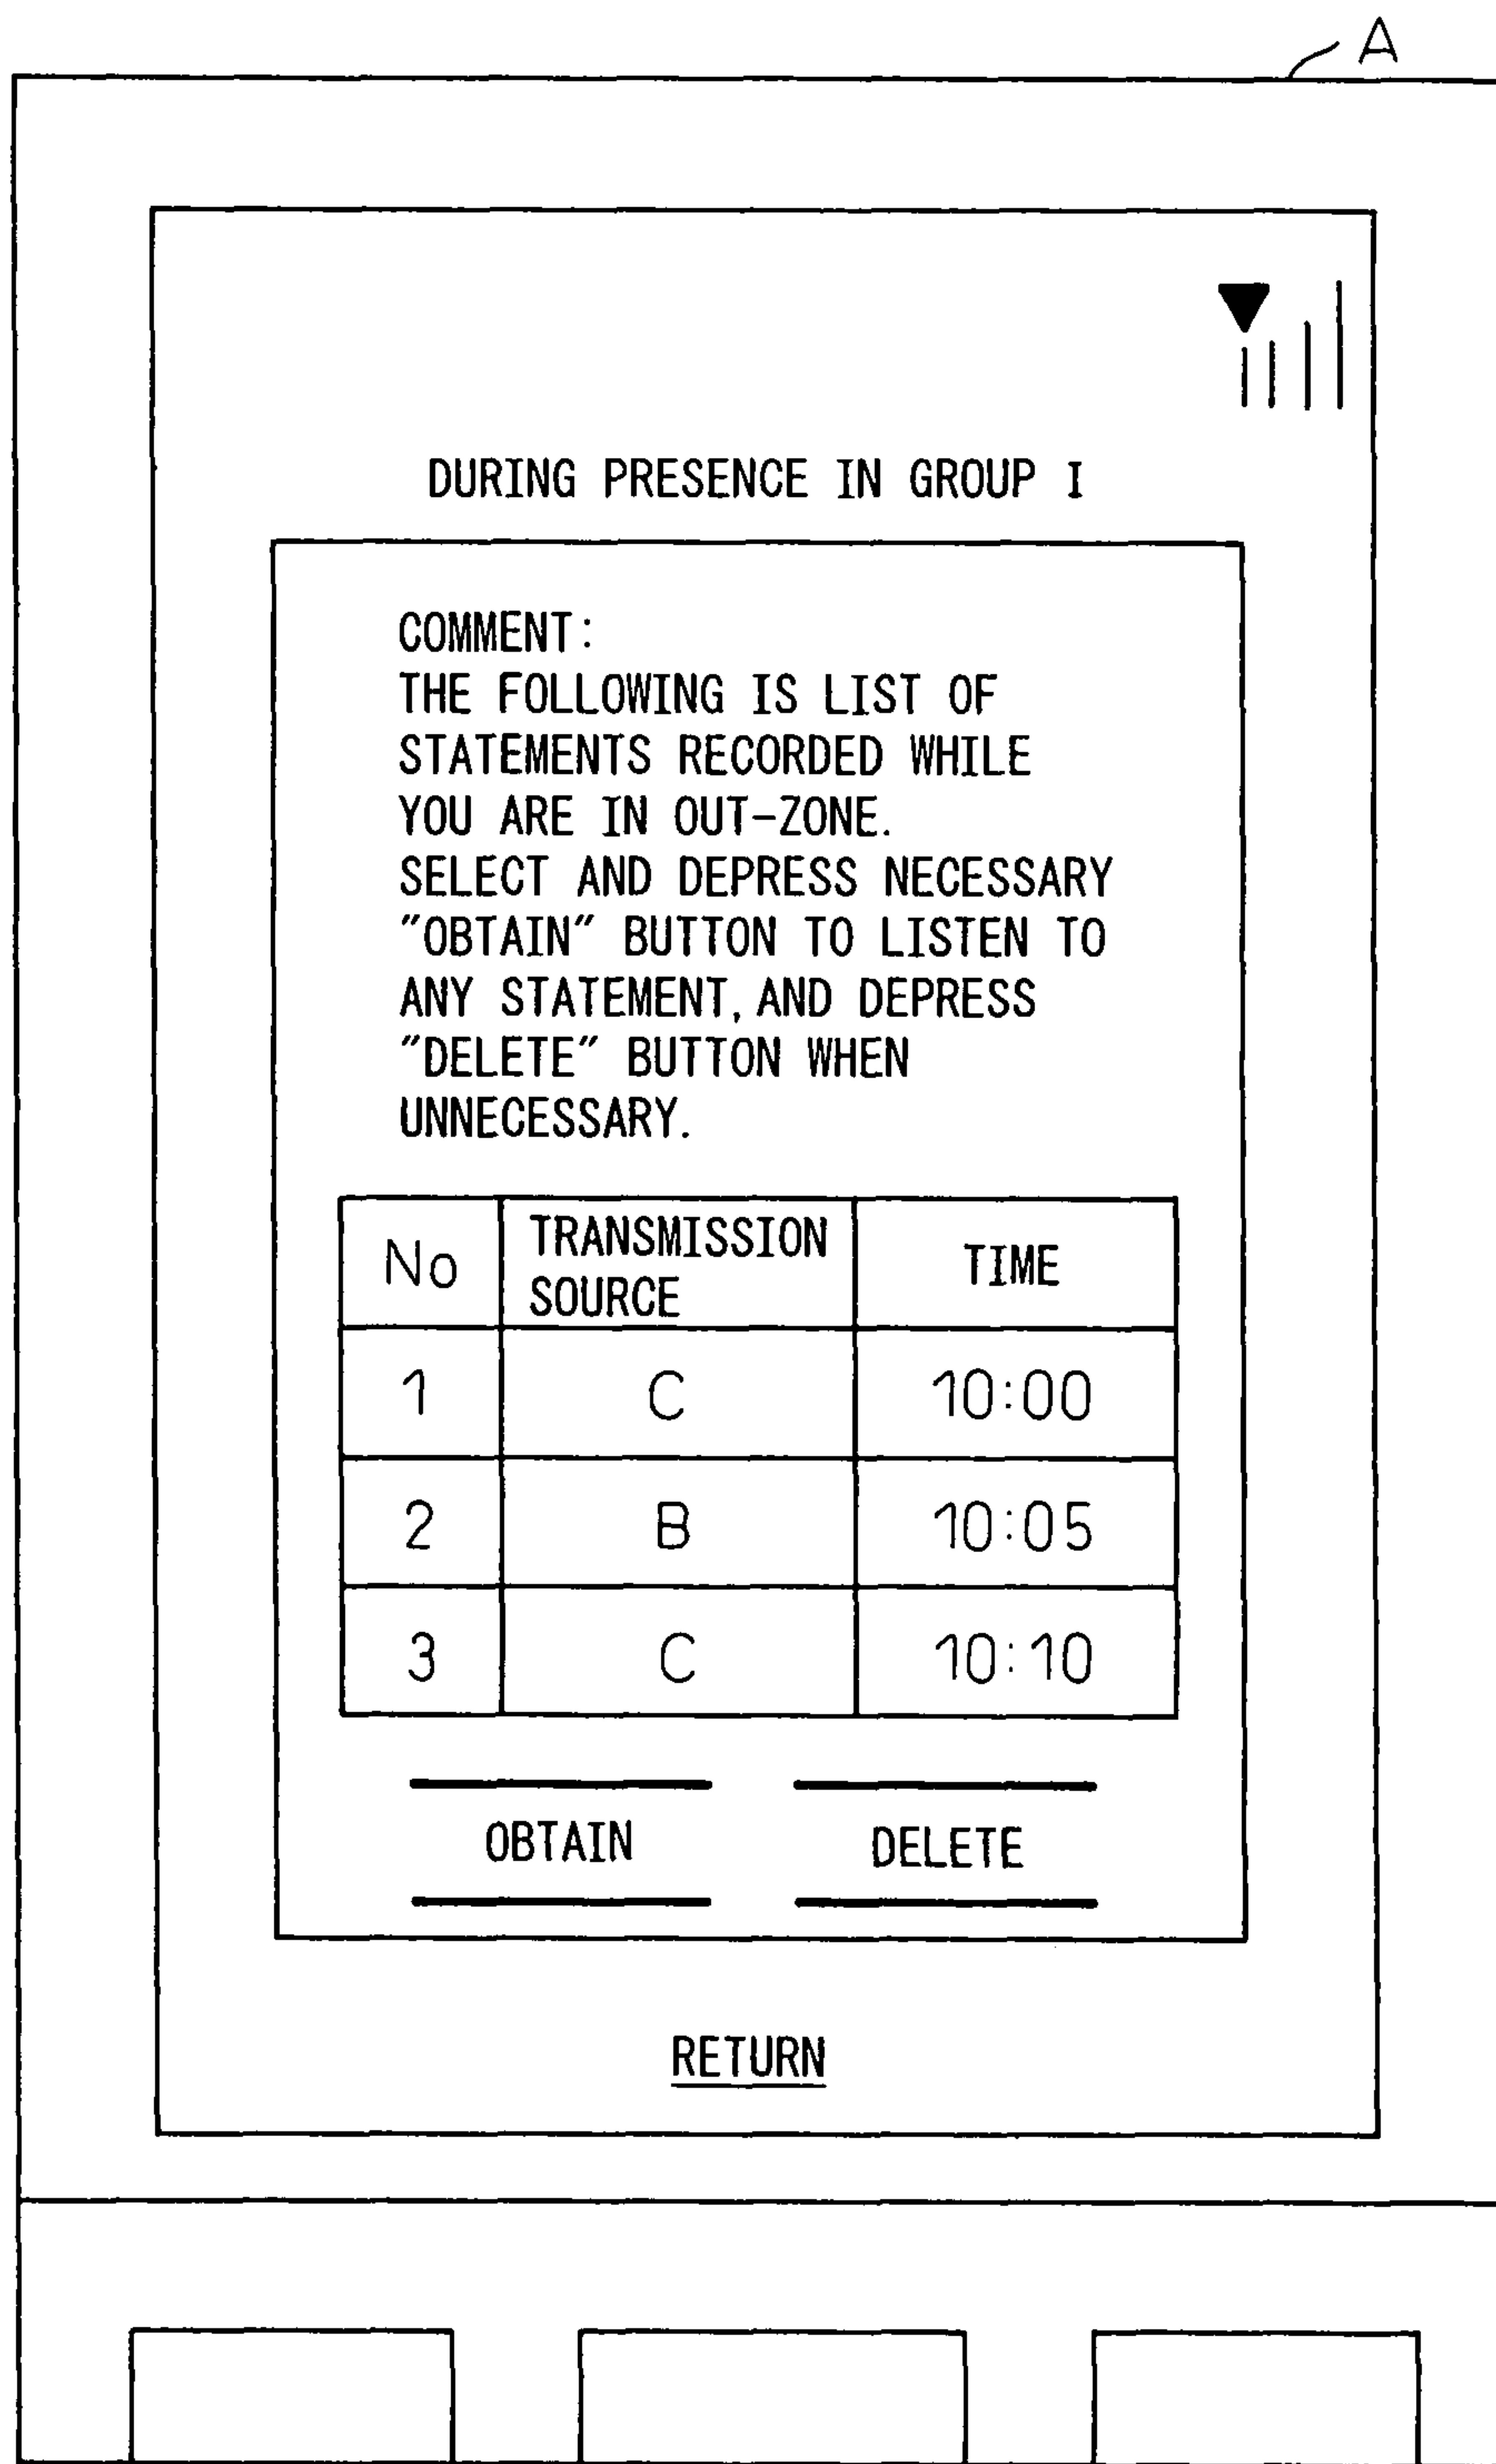 A
DURING PRESENCE IN GROUP I
COMMENT:
THE FOLLOWING IS LIST OF
STATEMENTS RECORDED WHILE
YOU ARE IN OUT-ZONE.
SELECT AND DEPRESS NECESSARY
"OBTAIN" BUTTON TO LISTEN TO
ANY STATEMENT, AND DEPRESS
"DELETE" BUTTON WHEN
UNNECESSARY.
No TRANSMISSION SOURCE TIME
1 C 10:00
2 B 10:05
3 C 10:10
OBTAIN DELETE
RETURN